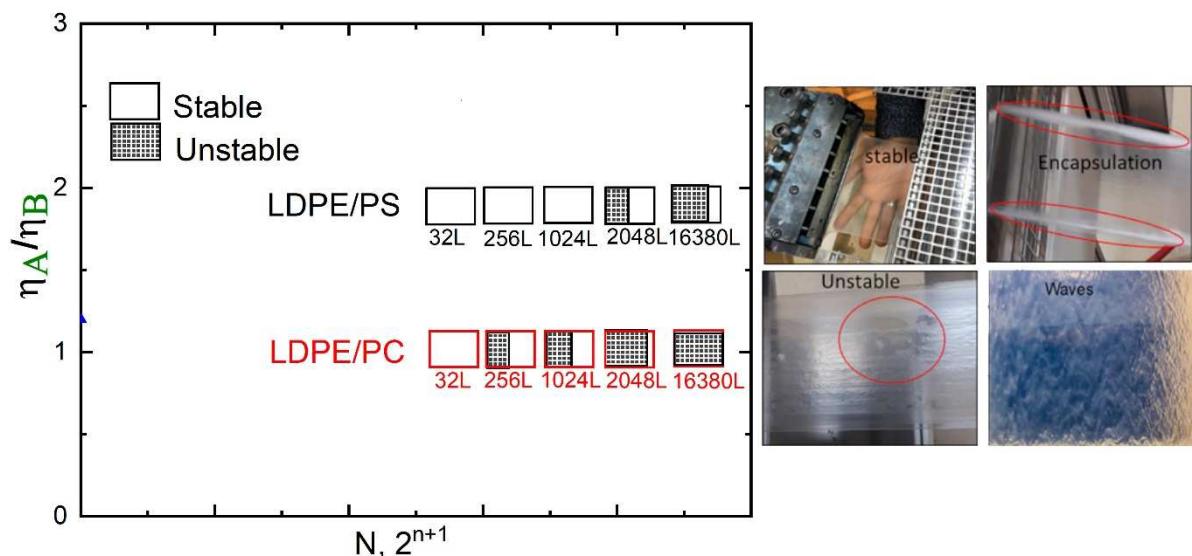 3
Stable
Unstable
2
LDPE/PS
32L 256L 1024L 2048L 16380L
ηA/ηB
1
LDPE/PC
32L 256L 1024L 2048L 16380L
0
N, 2^{n+1}
stable
Encapsulation
Unstable
Waves